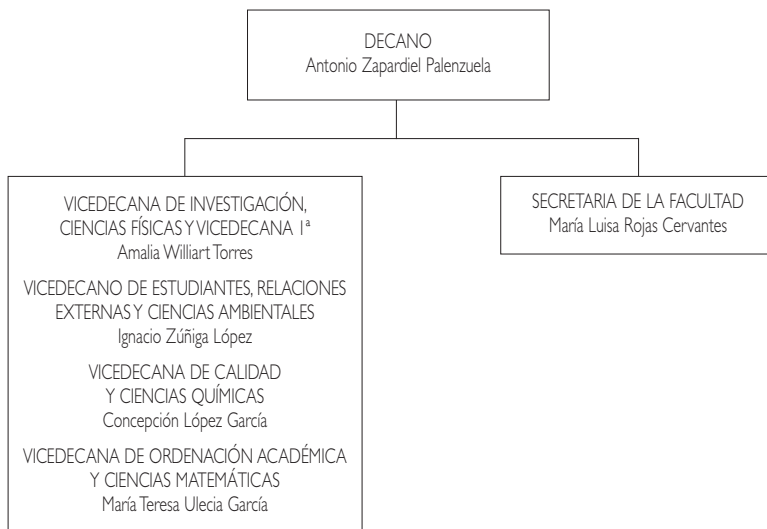 DECANO
Antonio Zapardiel Palenzuela
VICEDECANA DE INVESTIGACIÓN,
CIENCIAS FÍSICAS Y VICEDECANA 1ª
Amalia Williart Torres
VICEDECANO DE ESTUDIANTES, RELACIONES
EXTERNAS Y CIENCIAS AMBIENTALES
Ignacio Zúñiga López
VICEDECANA DE CALIDAD
Y CIENCIAS QUÍMICAS
Concepción López García
VICEDECANA DE ORDENACIÓN ACADÉMICA
Y CIENCIAS MATEMÁTICAS
María Teresa Ulecia García
SECRETARIA DE LA FACULTAD
María Luisa Rojas Cervantes